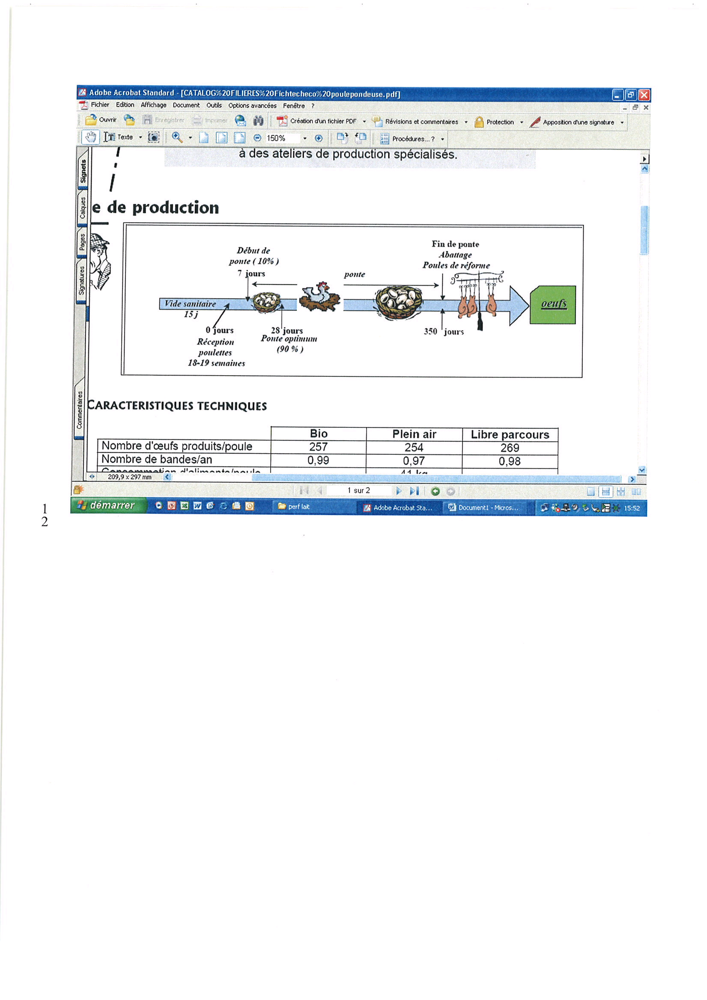 Adobe Acrobat Standard - [CATALOG%20FILIERES%20Fichtecheco%20poulepondeuse.pdf]
Fichier Edition Affichage Document Outils Options avancées Fenêtre ?
Ouvrir Enregistrer Imprimer Création d'un fichier PDF Révisions et commentaires Protection Apposition d'une signature
Texte 150% Procédures... ?
à des ateliers de production spécialisés.
Signets
Calques
Pages
Signatures
Commentaires
e de production
Début de
ponte ( 10% )
7 jours
ponte
Fin de ponte
Abattage
Poules de réforme
Vide sanitaire
15 j
oeufs
0 jours
Réception
poulettes
18-19 semaines
28 jours
Ponte optimum
(90 % )
350 jours
CARACTERISTIQUES TECHNIQUES
Bio Plein air Libre parcours
Nombre d'œufs produits/poule 257 254 269
Nombre de bandes/an 0,99 0,97 0,98
209,9 x 297 mm
1 sur 2
démarrer perf lait Adobe Acrobat Sta... Document1 - Micros... 15:52
1
2